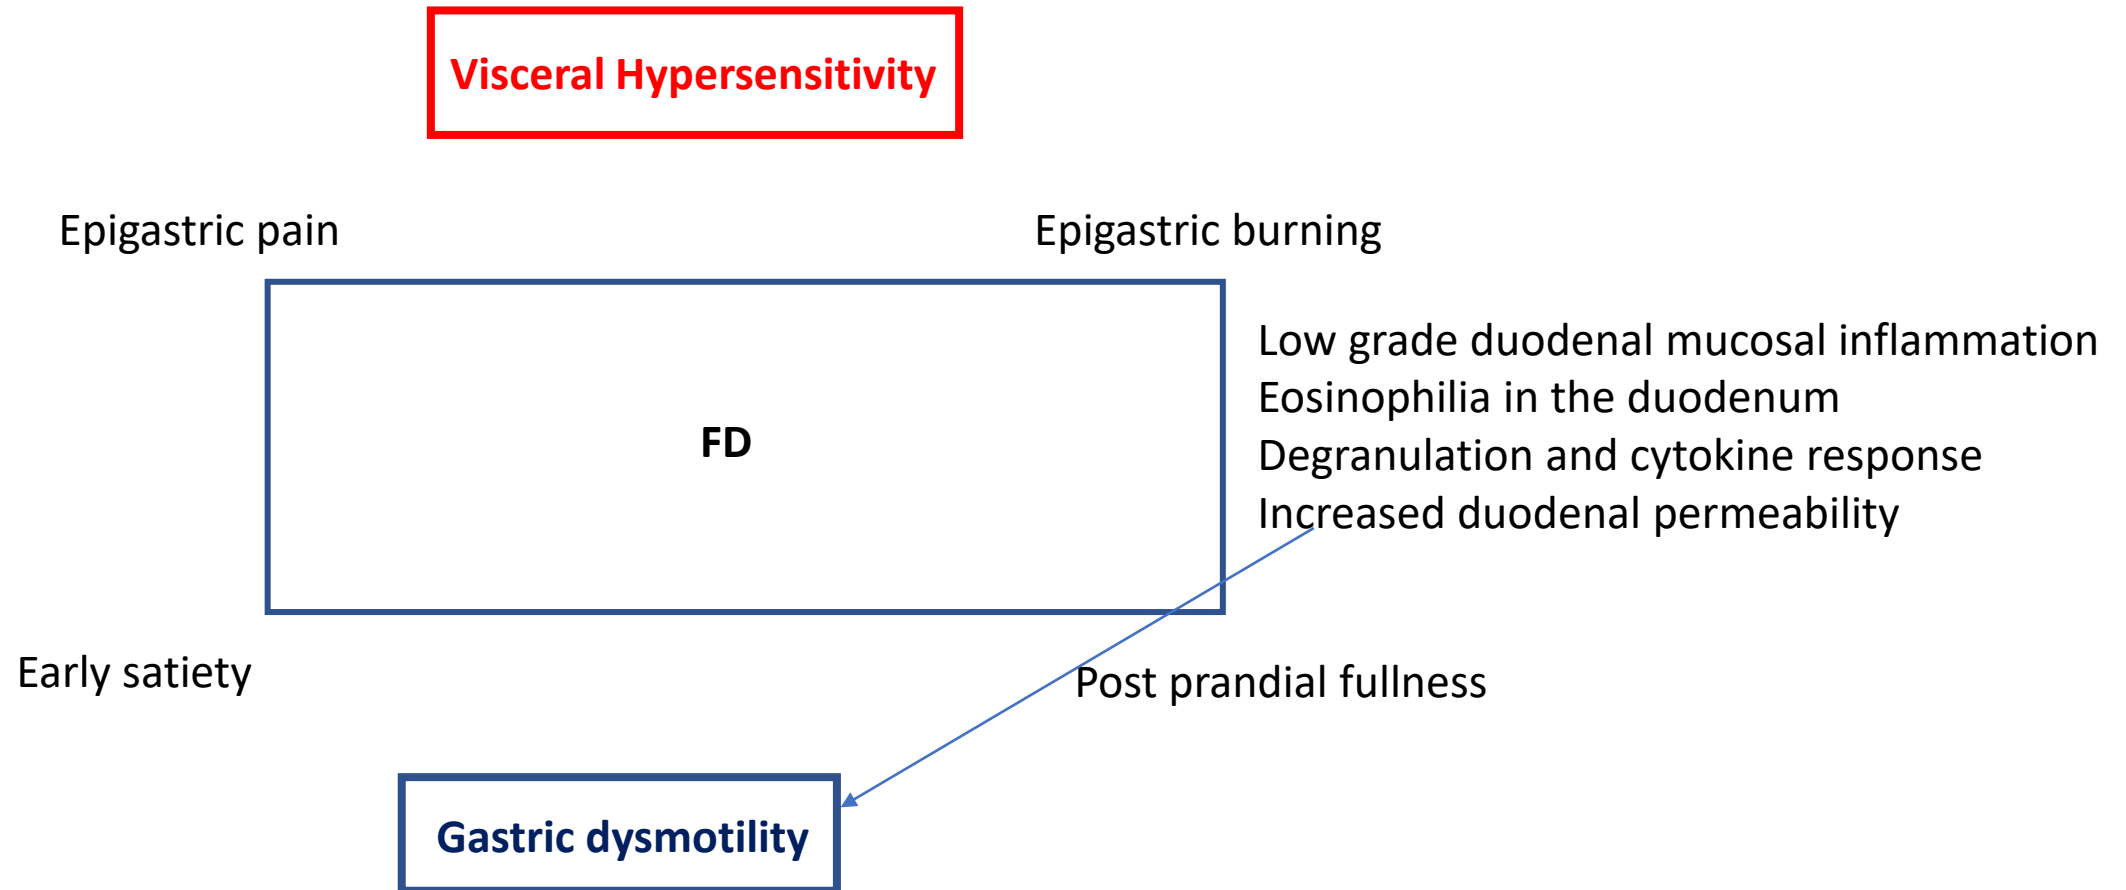 Visceral Hypersensitivity
Epigastric pain
Epigastric burning
Low grade duodenal mucosal inflammation
Eosinophilia in the duodenum
Degranulation and cytokine response
Increased duodenal permeability
FD
Early satiety
Post prandial fullness
Gastric dysmotility